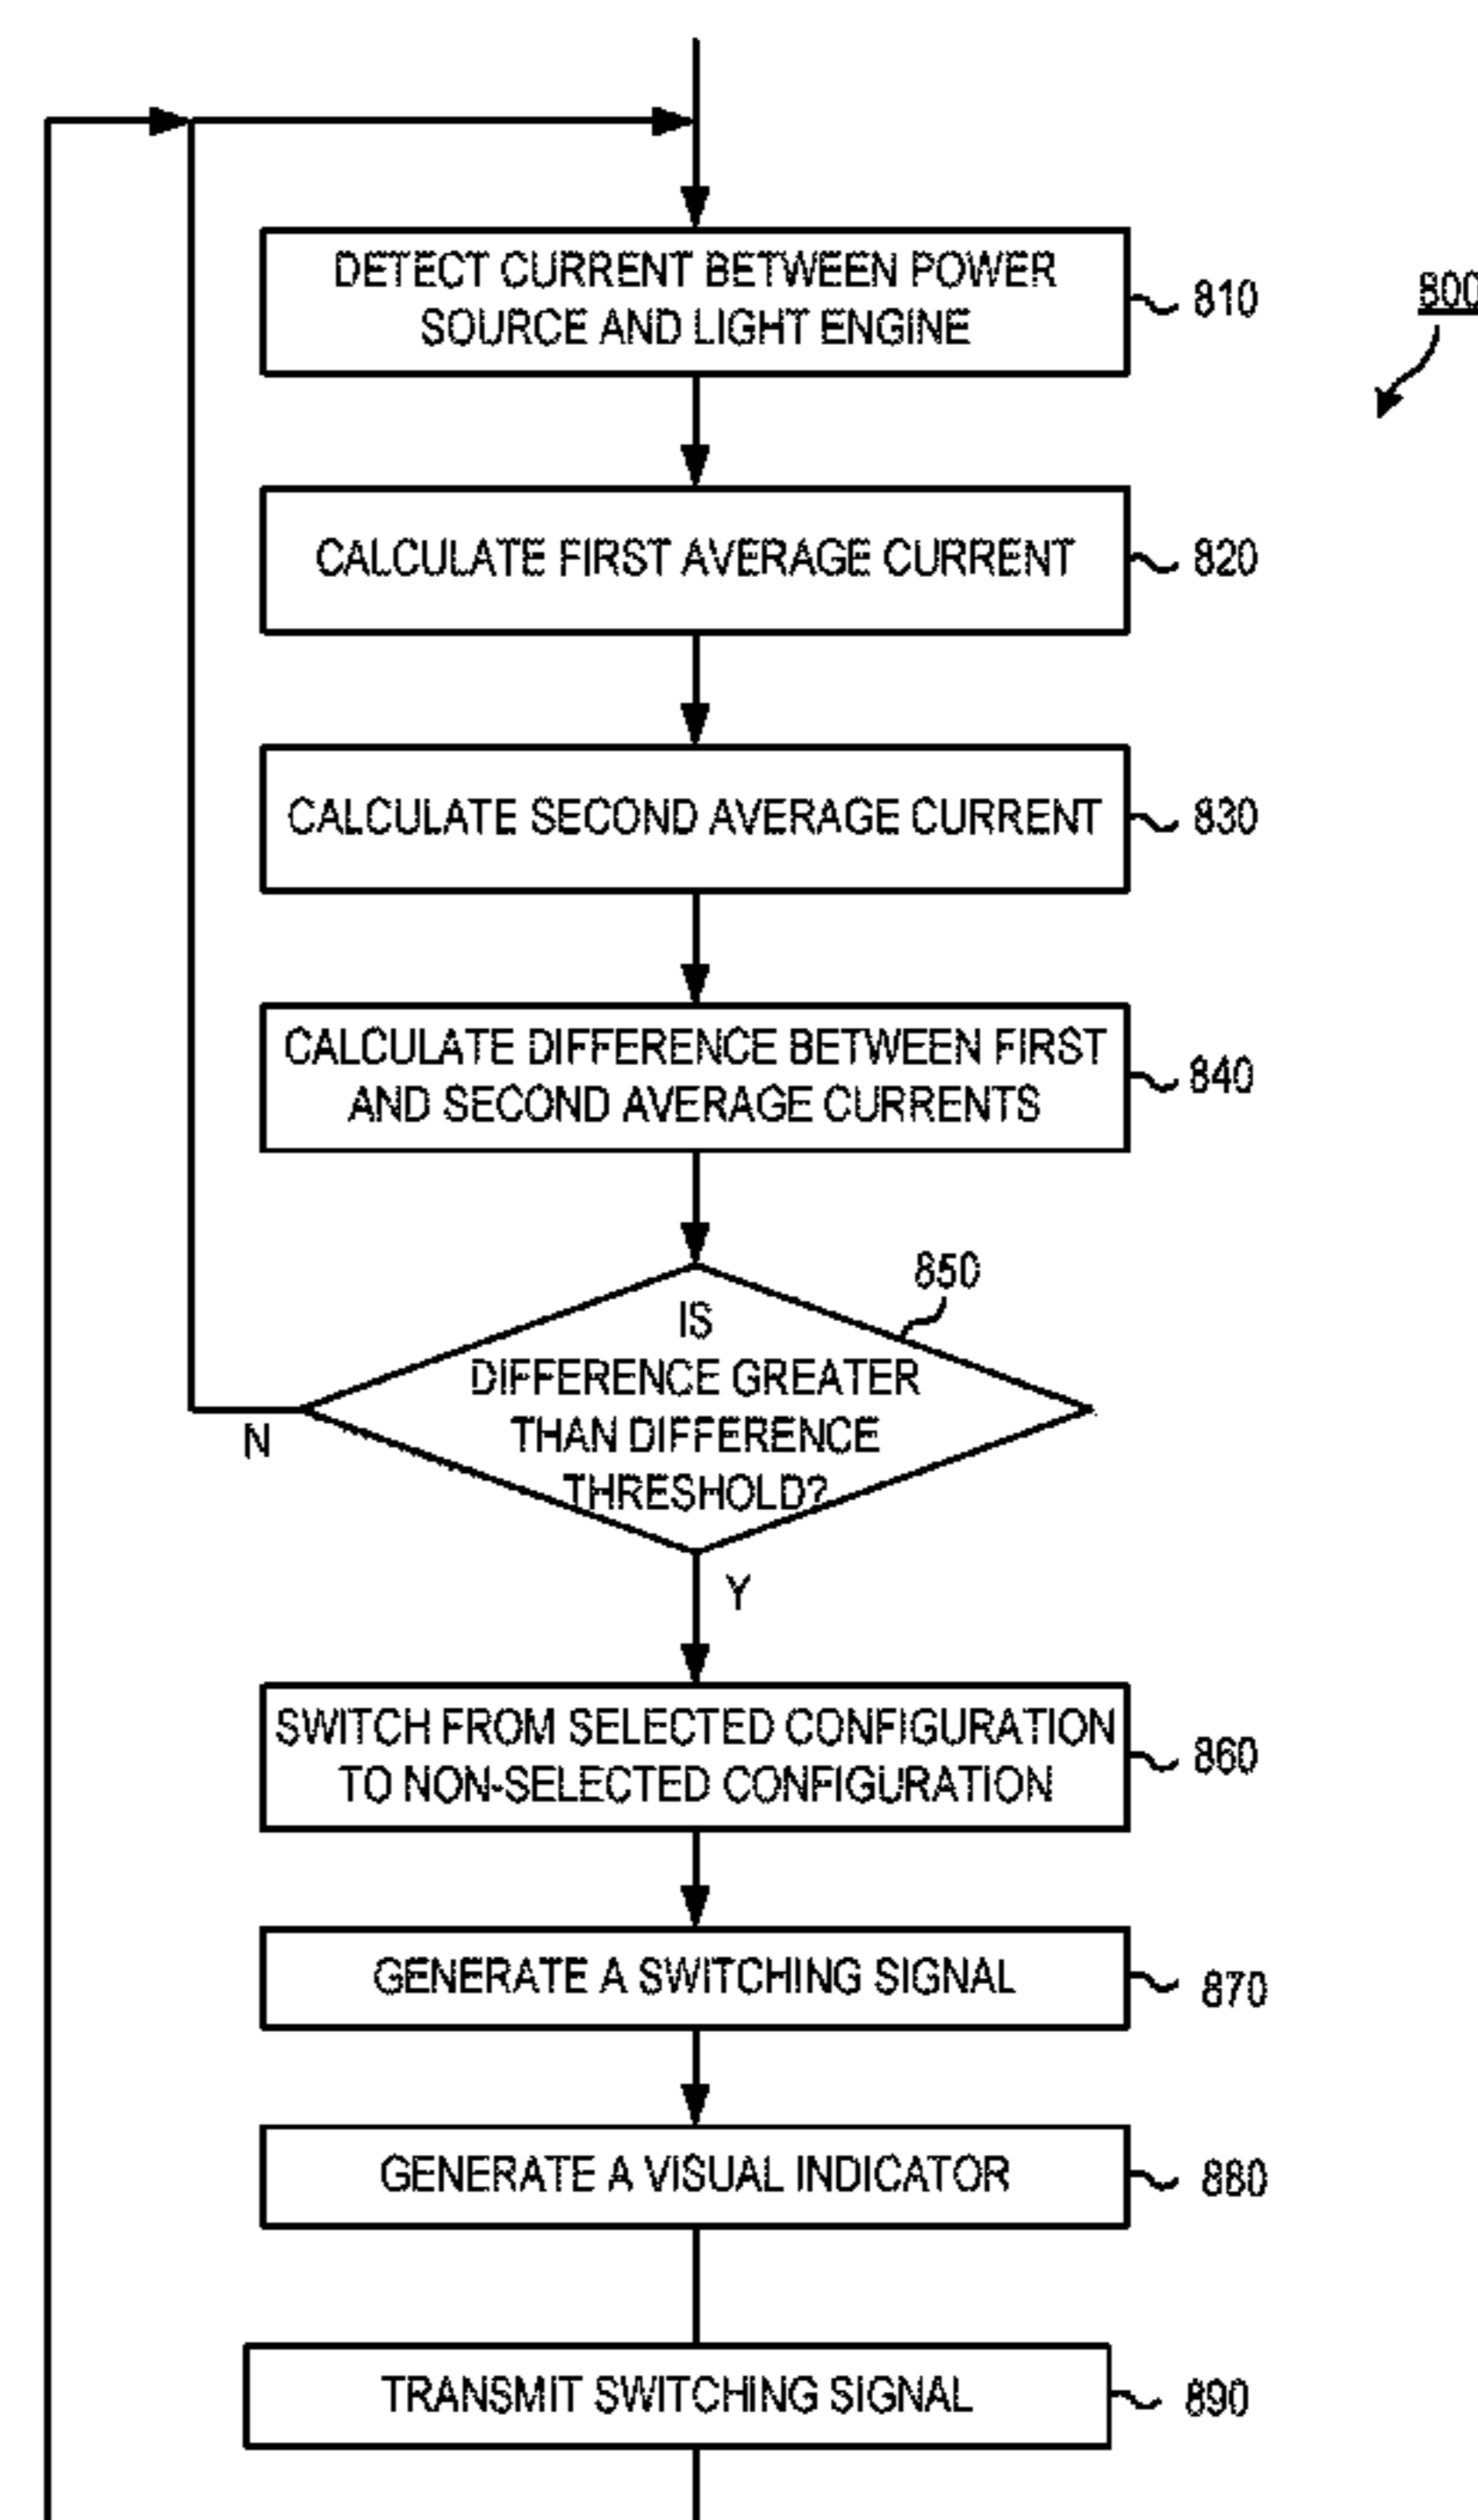 DETECT CURRENT BETWEEN POWER
SOURCE AND LIGHT ENGINE
810
800
CALCULATE FIRST AVERAGE CURRENT
820
CALCULATE SECOND AVERAGE CURRENT
830
CALCULATE DIFFERENCE BETWEEN FIRST
AND SECOND AVERAGE CURRENTS
840
850
IS
DIFFERENCE GREATER
THAN DIFFERENCE
THRESHOLD?
N
Y
SWITCH FROM SELECTED CONFIGURATION
TO NON-SELECTED CONFIGURATION
860
GENERATE A SWITCHING SIGNAL
870
GENERATE A VISUAL INDICATOR
880
TRANSMIT SWITCHING SIGNAL
890